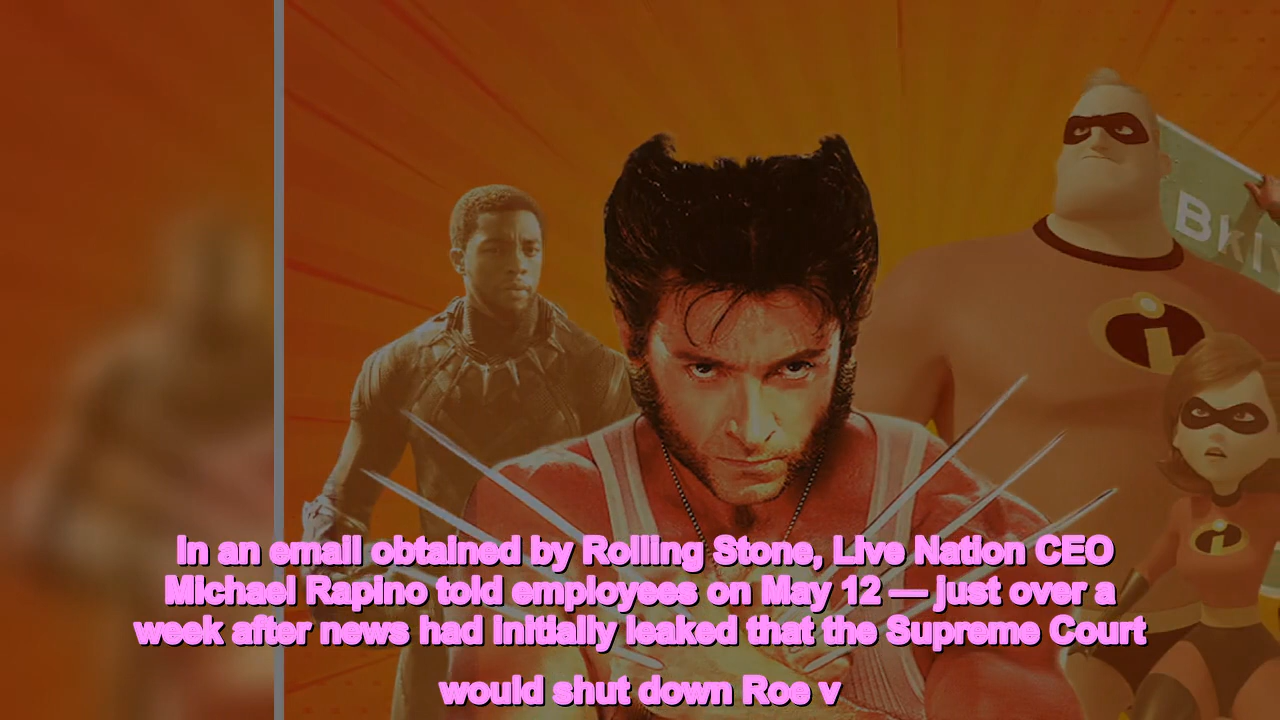 Bkl
In an email obtained by Rolling Stone, Live Nation CEO
Michael Rapino told employees on May 12 — just over a
week after news had initially leaked that the Supreme Court
would shut down Roe v